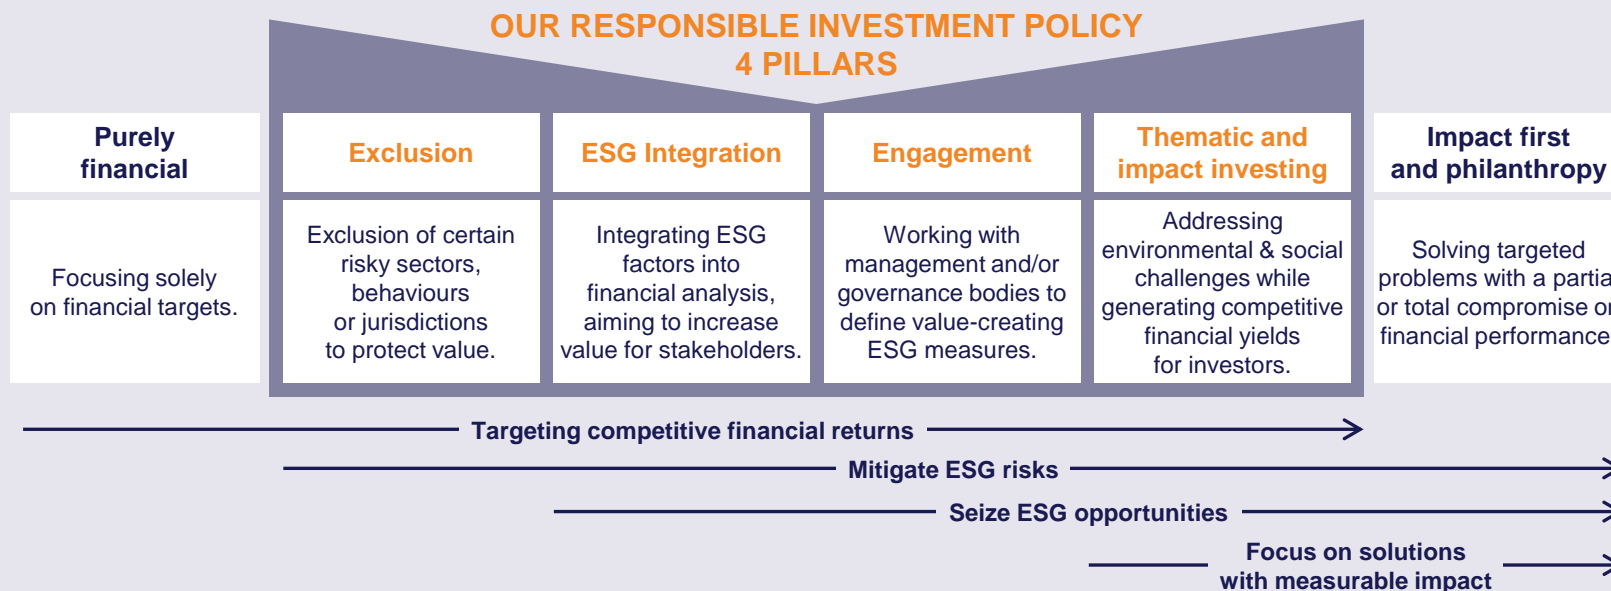 OUR RESPONSIBLE INVESTMENT POLICY
4 PILLARS
Purely
financial
Exclusion
ESG Integration
Engagement
Thematic and
impact investing
Impact first
and philanthropy
Focusing solely
on financial targets.
Exclusion of certain
risky sectors,
behaviours
or jurisdictions
to protect value.
Integrating ESG
factors into
financial analysis,
aiming to increase
value for stakeholders.
Working with
management and/or
governance bodies to
define value-creating
ESG measures.
Addressing
environmental & social
challenges while
generating competitive
financial yields
for investors.
Solving targeted
problems with a partia
or total compromise
financial performance
Targeting competitive financial returns
Mitigate ESG risks
Seize ESG opportunities
Focus on solutions
with measurable impact